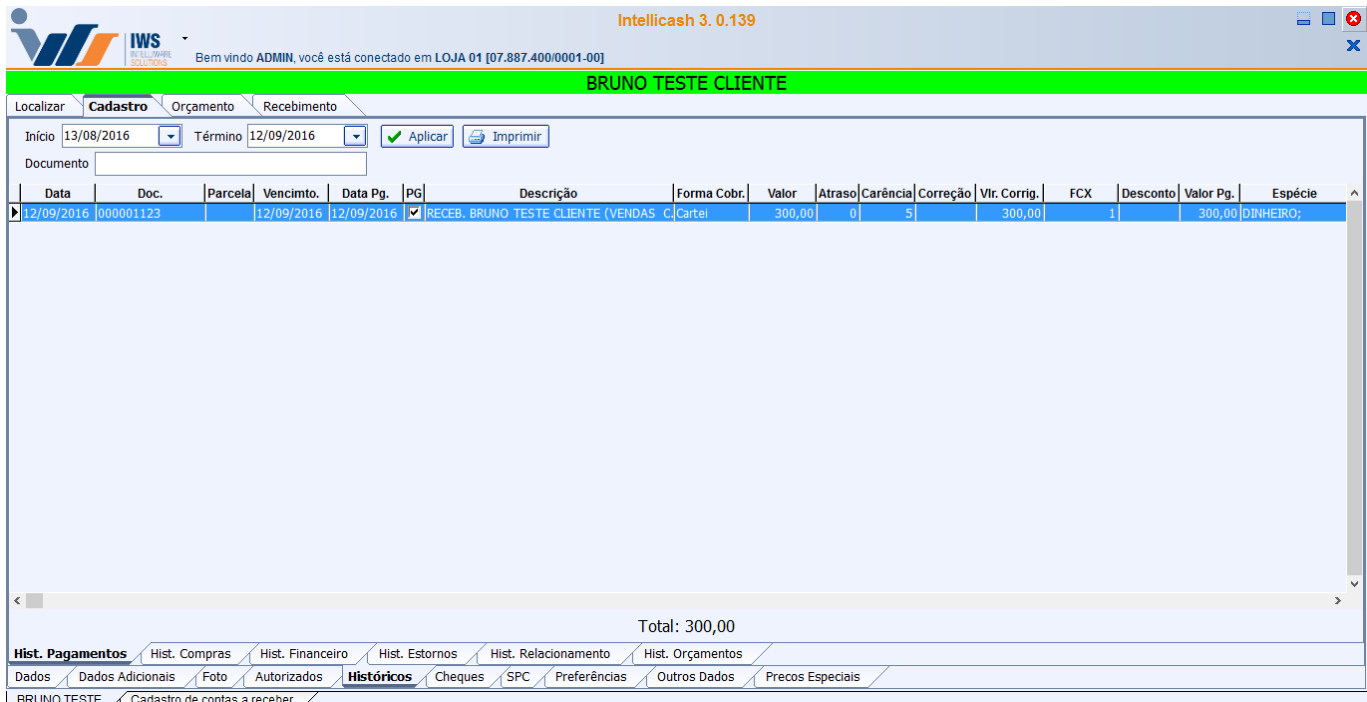 Intellicash 3. 0.139
IWS
INTELLIWARE
SOLUTIONS
Bem vindo ADMIN, você está conectado em LOJA 01 [07.887.400/0001-00]
BRUNO TESTE CLIENTE
Localizar Cadastro Orçamento Recebimento
Início 13/08/2016 Término 12/09/2016 Aplicar Imprimir
Documento
Data Doc. Parcela Vencimto. Data Pg. PG Descrição Forma Cobr. Valor Atraso Carência Correção Vlr. Corrig. FCX Desconto Valor Pg. Espécie
12/09/2016 000001123 12/09/2016 12/09/2016 RECEB. BRUNO TESTE CLIENTE (VENDAS C. Cartei 300,00 0 5 300,00 1 300,00 DINHEIRO;
Total: 300,00
Hist. Pagamentos Hist. Compras Hist. Financeiro Hist. Estornos Hist. Relacionamento Hist. Orçamentos
Dados Dados Adicionais Foto Autorizados Históricos Cheques SPC Preferências Outros Dados Precos Especiais
BRUNO TESTE Cadastro de contas a receber